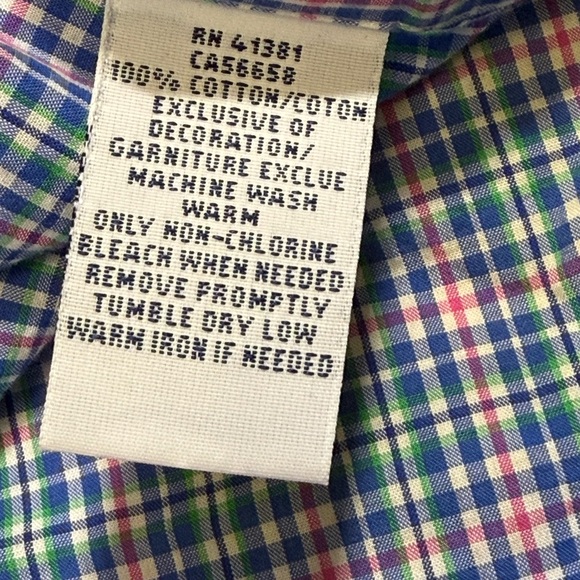 RN 41381
CA56658
100% COTTON/COTON
EXCLUSIVE OF
DECORATION/
GARNITURE EXCLUE
MACHINE WASH
WARM
ONLY NON-CHLORINE
BLEACH WHEN NEEDED
REMOVE PROMPTLY
TUMBLE DRY LOW
WARM IRON IF NEEDED